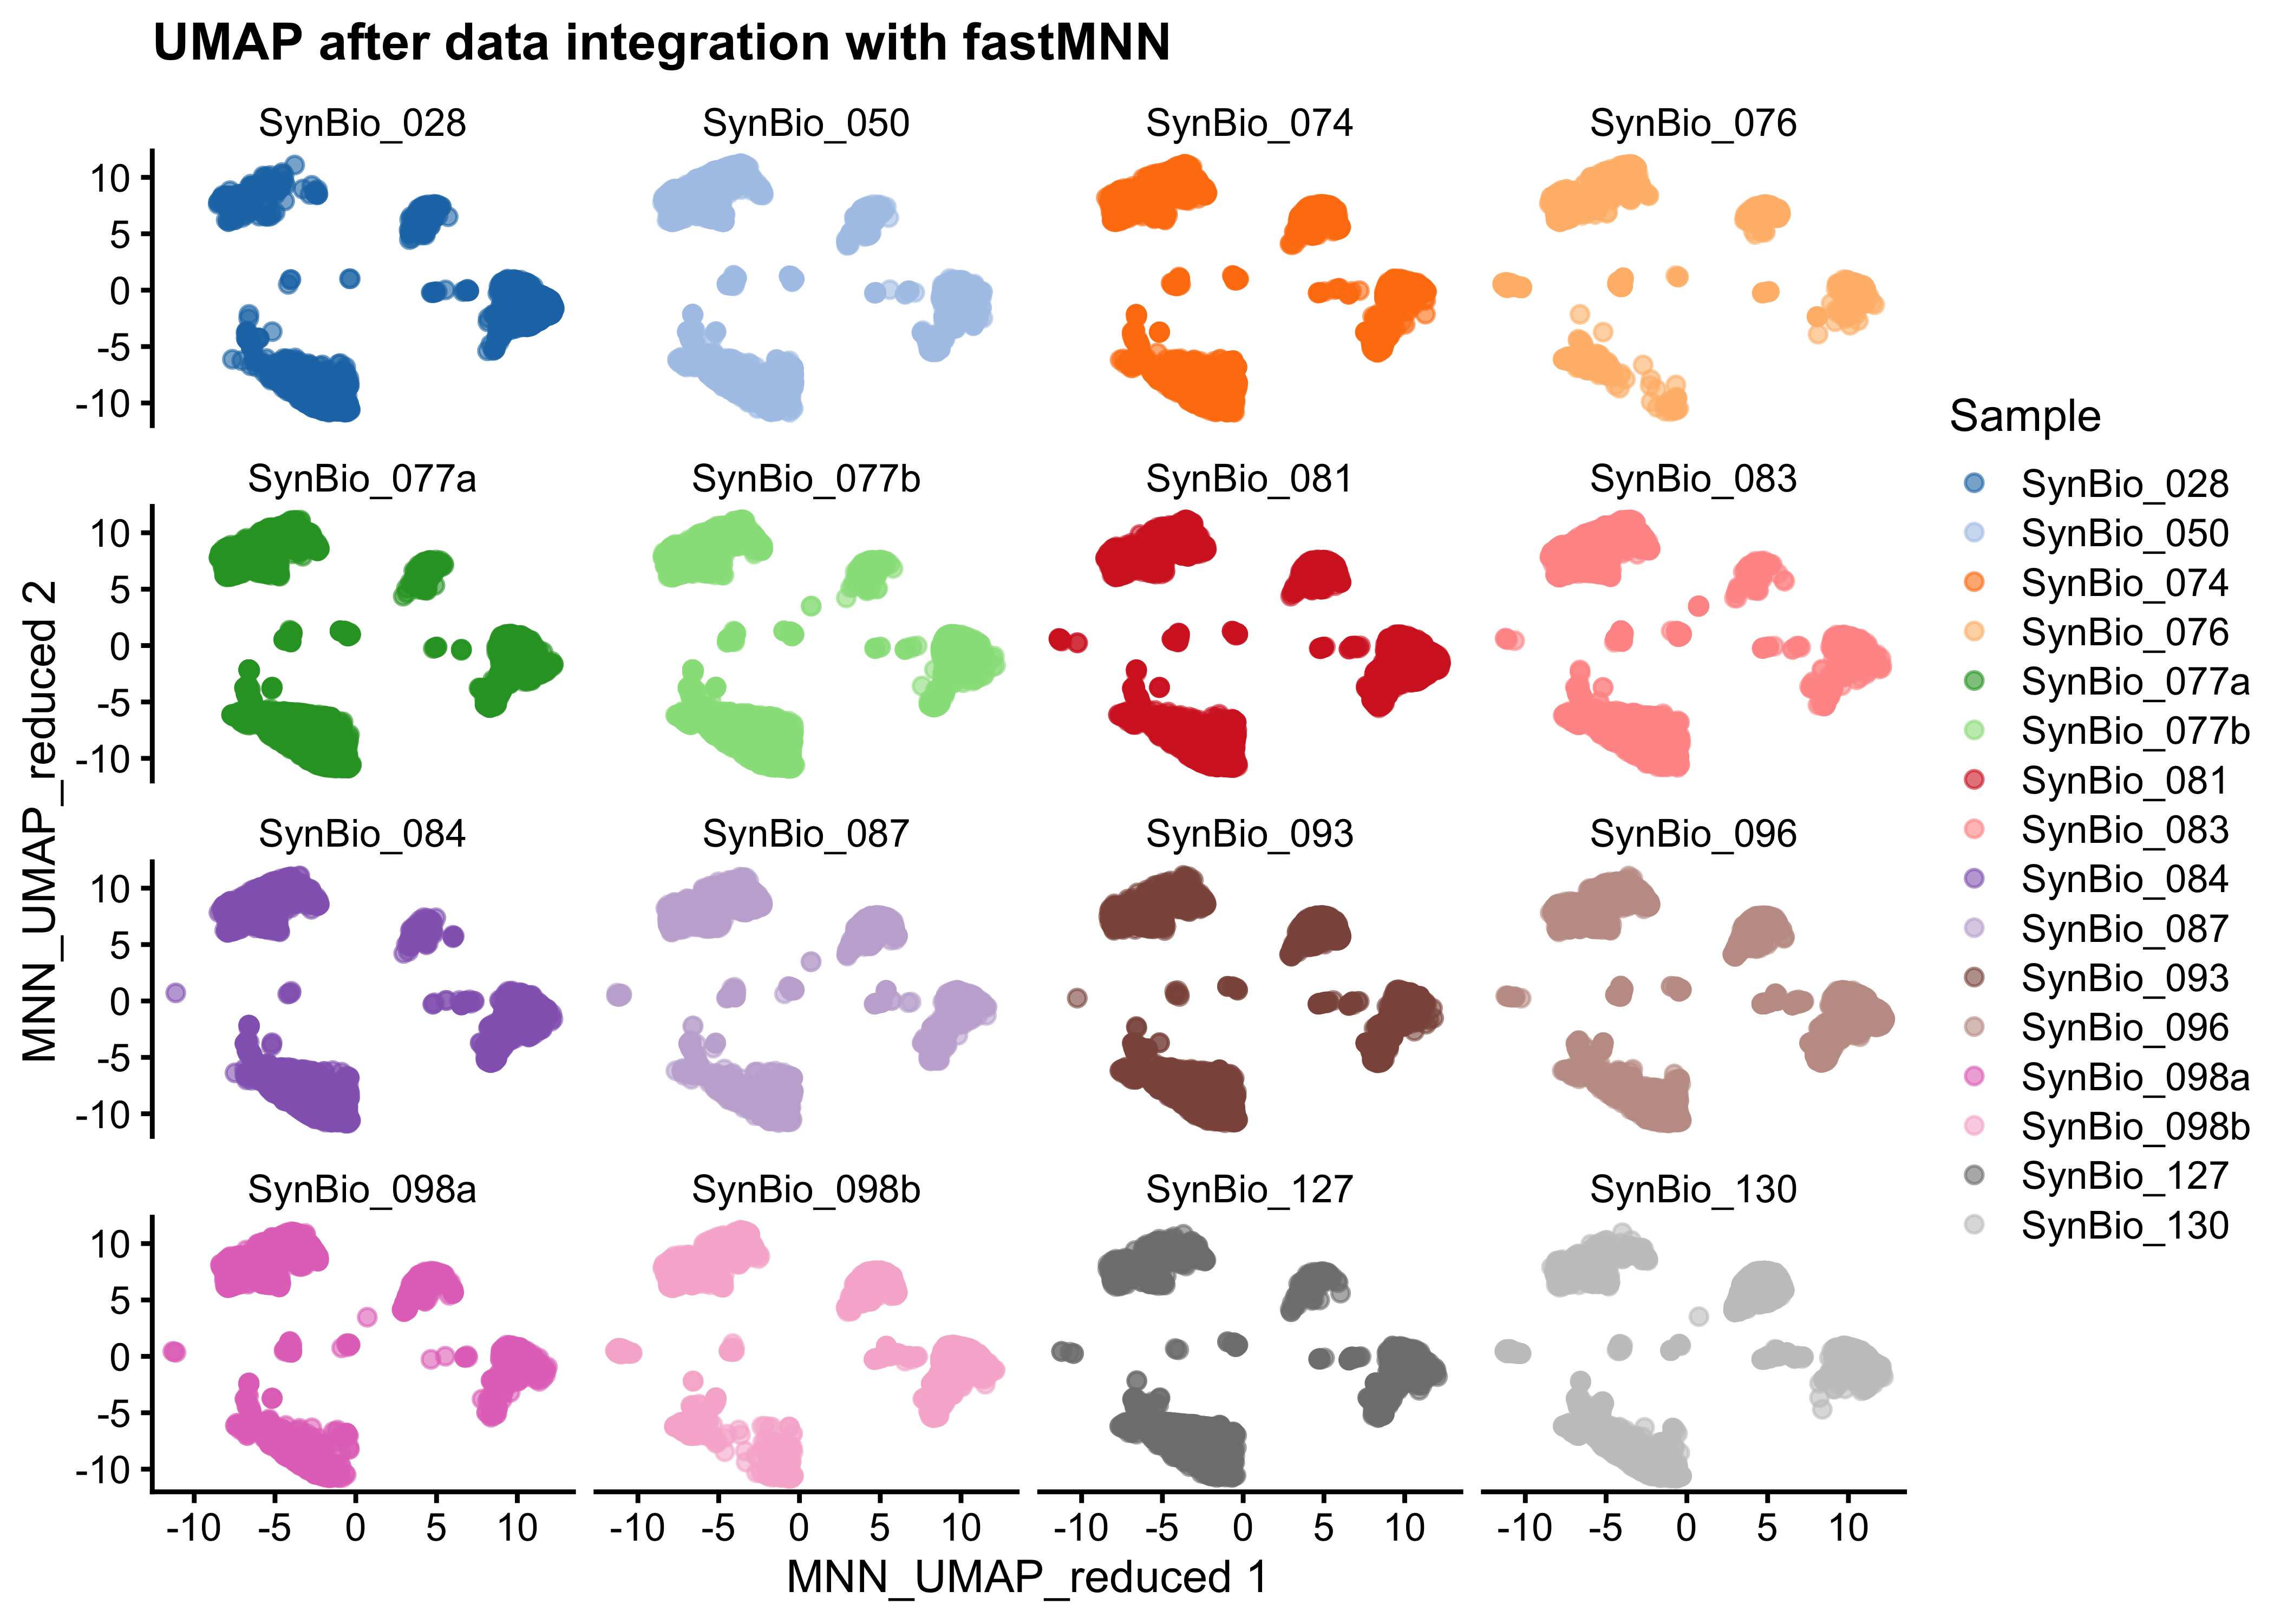 UMAP after data integration with fastMNN
SynBio_028 SynBio_050 SynBio_074 SynBio_076
10
5
0
-5
-10
SynBio_077a SynBio_077b SynBio_081 SynBio_083
10
5
0
-5
-10
SynBio_084 SynBio_087 SynBio_093 SynBio_096
10
5
0
-5
-10
SynBio_098a SynBio_098b SynBio_127 SynBio_130
10
5
0
-5
-10
-10 -5 0 5 10 -10 -5 0 5 10 -10 -5 0 5 10 -10 -5 0 5 10
MNN_UMAP_reduced 1
MNN_UMAP_reduced 2
Sample
SynBio_028
SynBio_050
SynBio_074
SynBio_076
SynBio_077a
SynBio_077b
SynBio_081
SynBio_083
SynBio_084
SynBio_087
SynBio_093
SynBio_096
SynBio_098a
SynBio_098b
SynBio_127
SynBio_130